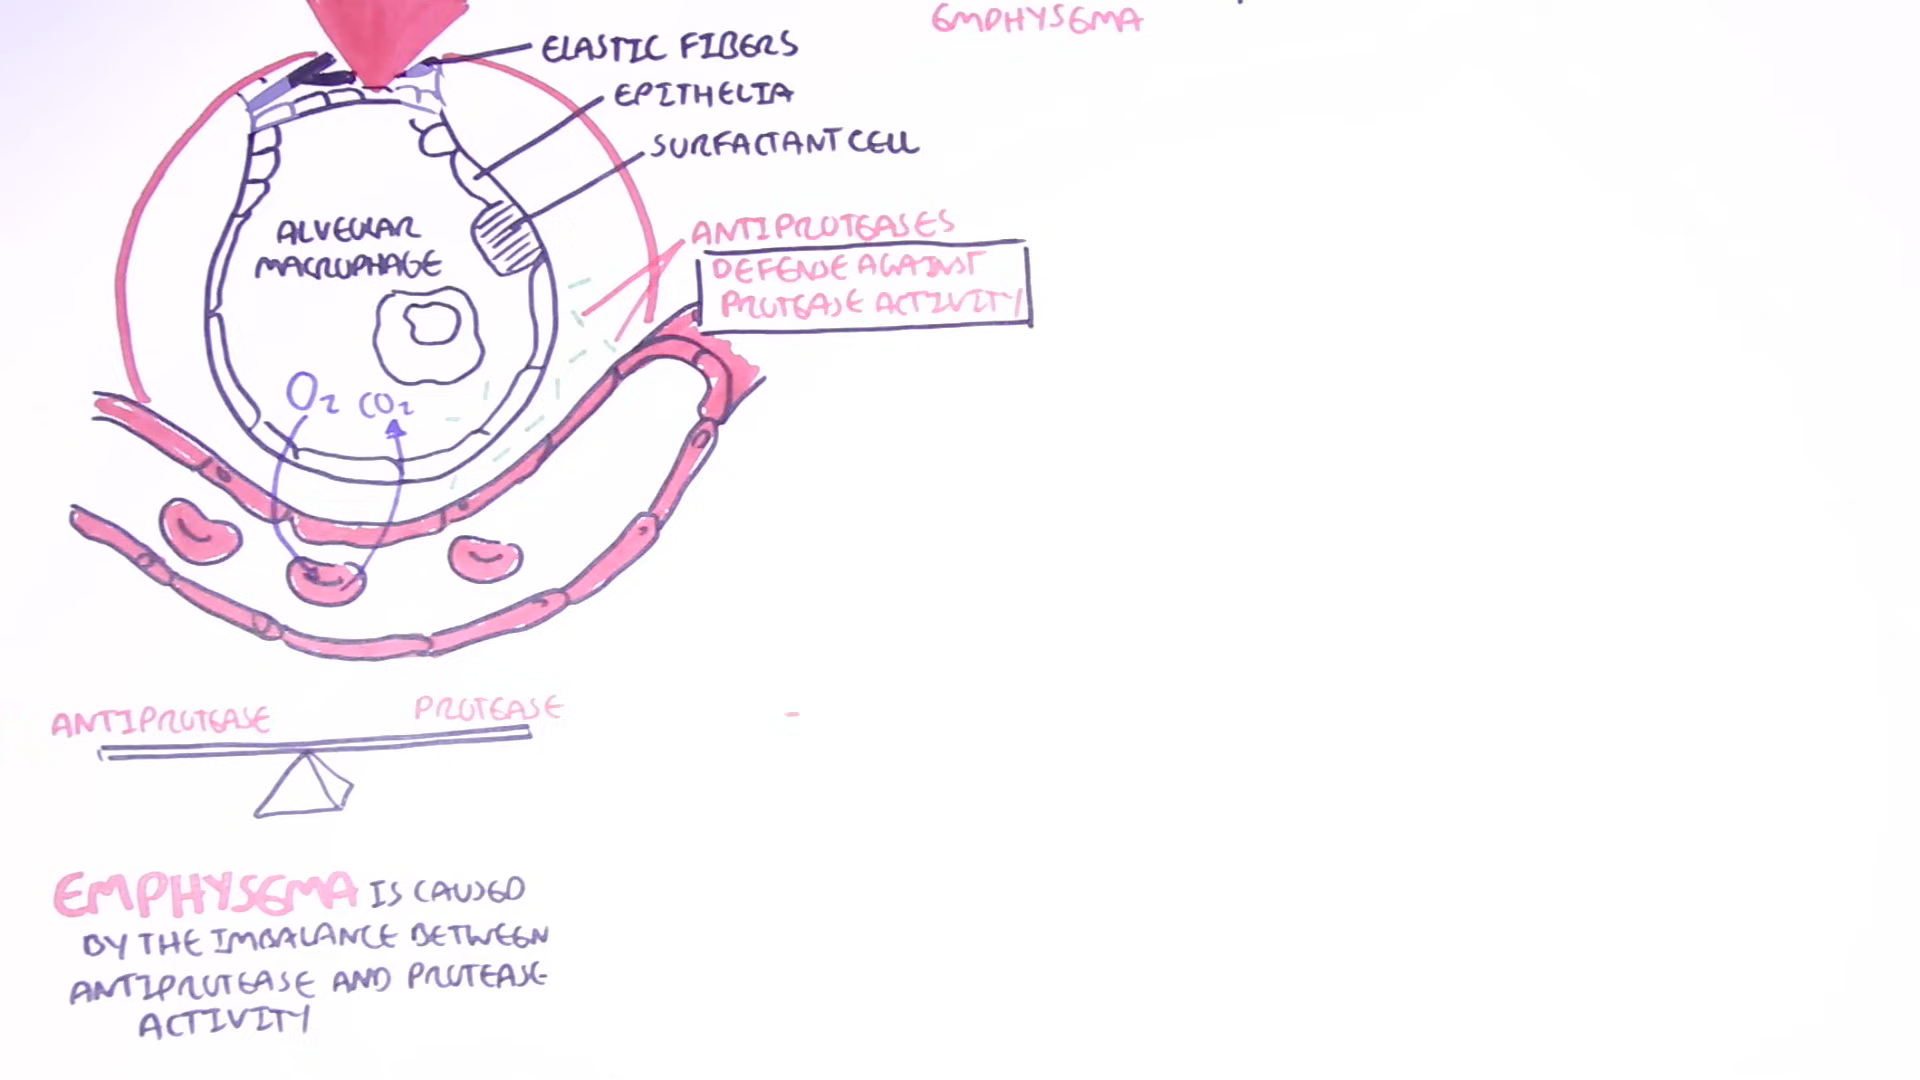 EMPHYSEMA
ELASTIC FIBERS
EPITHELIA
SURFACTANT CELL
ANTIPROTEASES
DEFENSE AGAINST
PROTEASE ACTIVITY
ALVEOLAR
MACROPHAGE
O2 CO2
ANTIPROTEASE PROTEASE
EMPHYSEMA IS CAUSED
BY THE IMBALANCE BETWEEN
ANTIPROTEASE AND PROTEASE
ACTIVITY